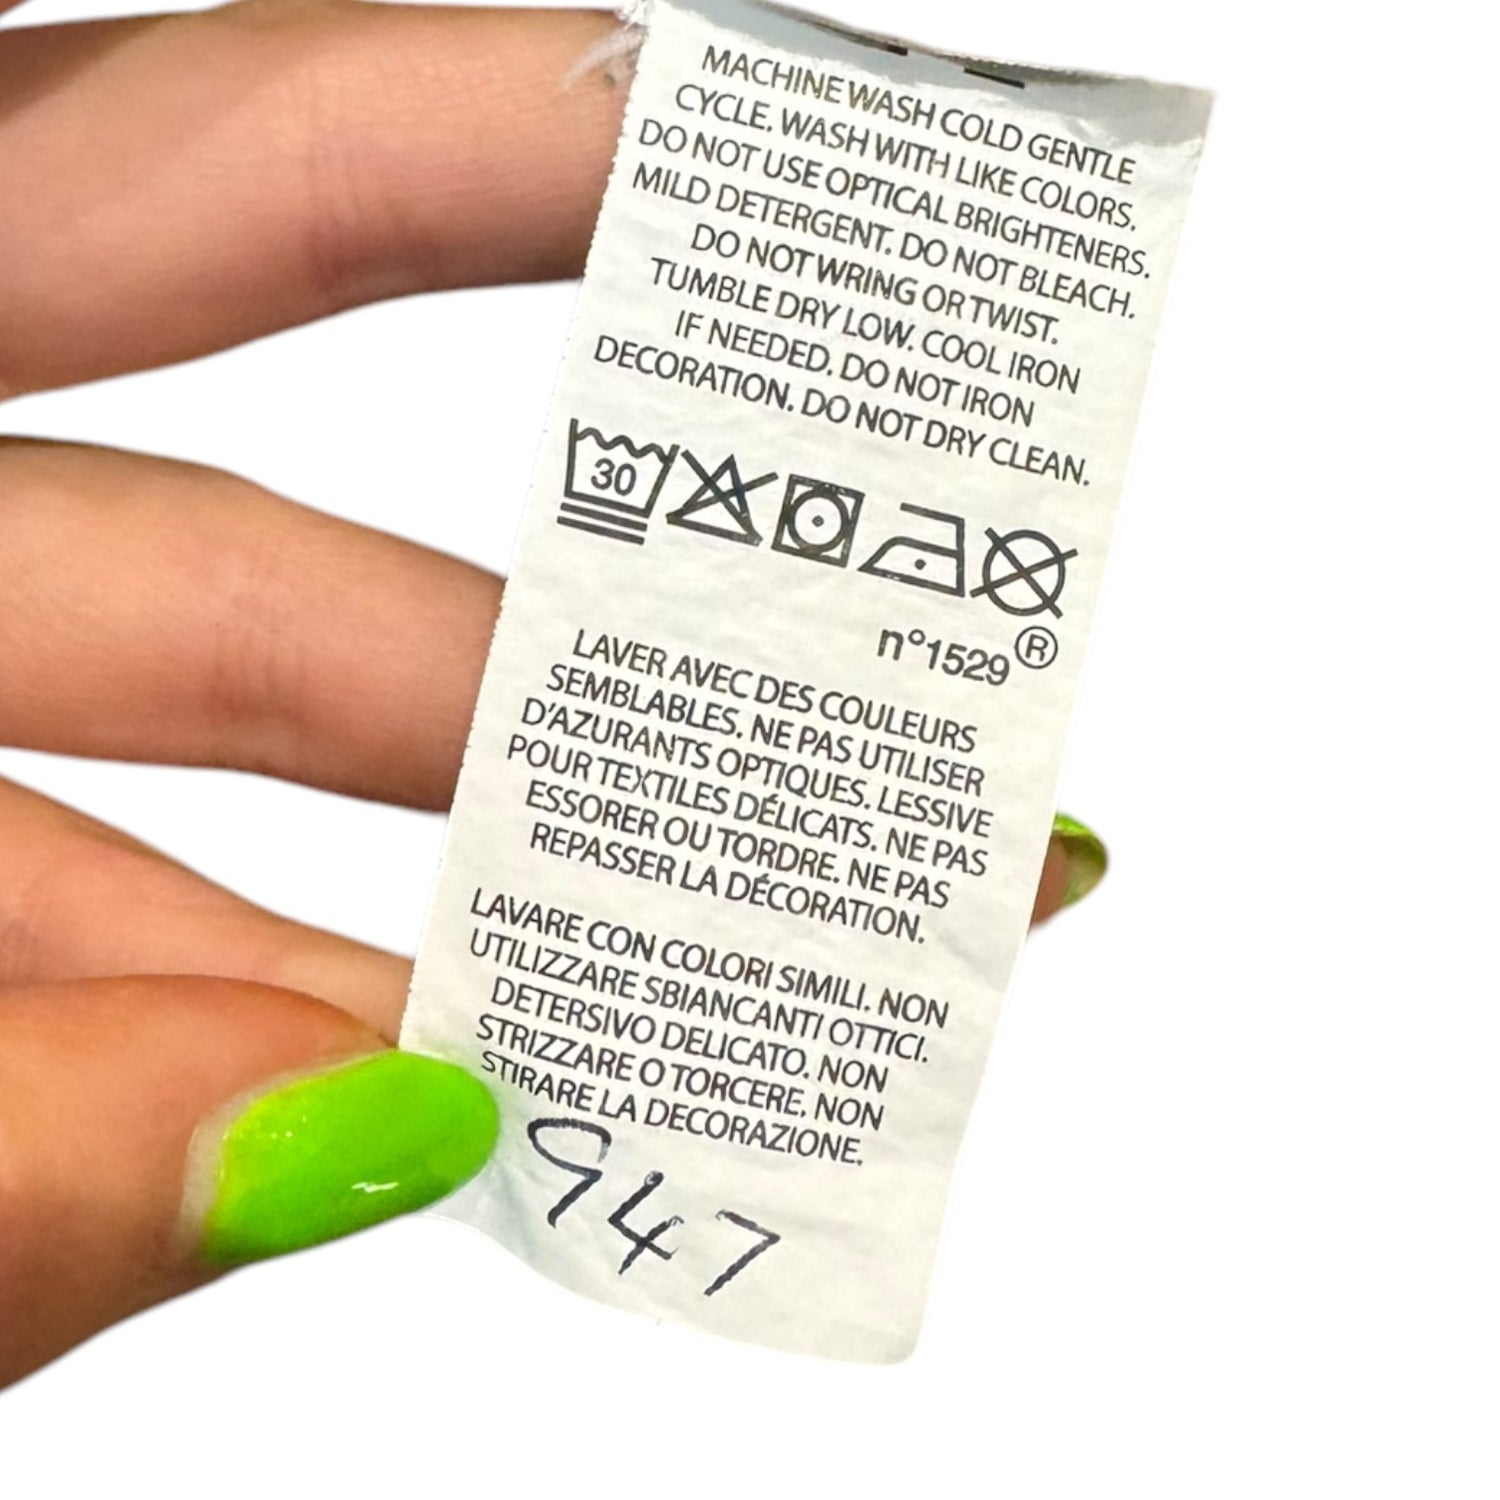 MACHINE WASH COLD GENTLE
CYCLE. WASH WITH LIKE COLORS.
DO NOT USE OPTICAL BRIGHTENERS.
MILD DETERGENT. DO NOT BLEACH.
DO NOT WRING OR TWIST.
TUMBLE DRY LOW. COOL IRON
IF NEEDED. DO NOT IRON
DECORATION. DO NOT DRY CLEAN.
30
n°1529®
LAVER AVEC DES COULEURS
SEMBLABLES. NE PAS UTILISER
D'AZURANTS OPTIQUES. LESSIVE
POUR TEXTILES DÉLICATS. NE PAS
ESSORER OU TORDRE. NE PAS
REPASSER LA DÉCORATION.
LAVARE CON COLORI SIMILI. NON
UTILIZZARE SBIANCANTI OTTICI.
DETERSIVO DELICATO. NON
STRIZZARE O TORCERE. NON
STIRARE LA DECORAZIONE.
947